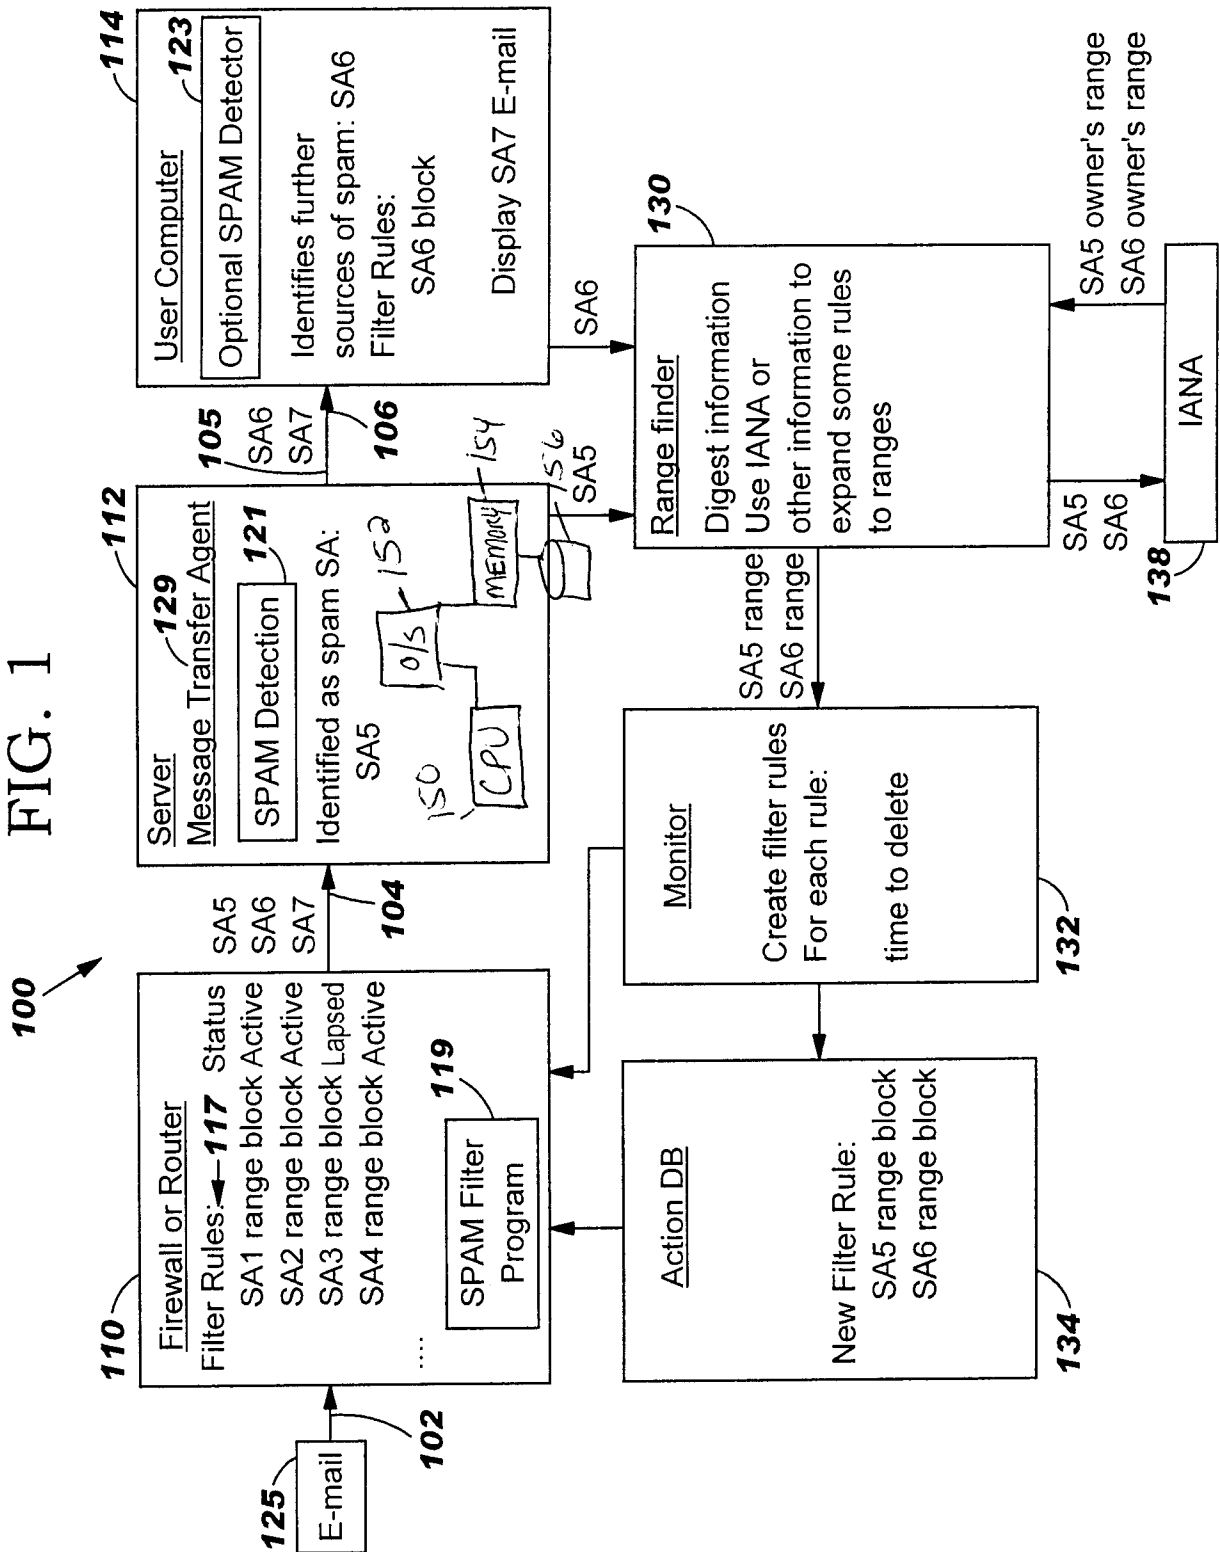 FIG. 1
100
125
E-mail
102
110
Firewall or Router
Filter Rules: 117 Status
SA1 range block Active
SA2 range block Active
SA3 range block Lapsed
SA4 range block Active
....
119
SPAM Filter
Program
SA5
SA6
SA7
104
112
Server
129
Message Transfer Agent
121
SPAM Detection
Identified as spam SA:
SA5
150
CPU
O/S
152
MEMORY
154
156
105
SA6
SA7
106
114
User Computer
123
Optional SPAM Detector
Identifies further
sources of spam: SA6
Filter Rules:
SA6 block
Display SA7 E-mail
SA5
SA6
134
Action DB
New Filter Rule:
SA5 range block
SA6 range block
132
Monitor
Create filter rules
For each rule:
time to delete
SA5 range
SA6 range
130
Range finder
Digest information
Use IANA or
other information to
expand some rules
to ranges
SA5
SA6
SA5 owner's range
SA6 owner's range
138
IANA